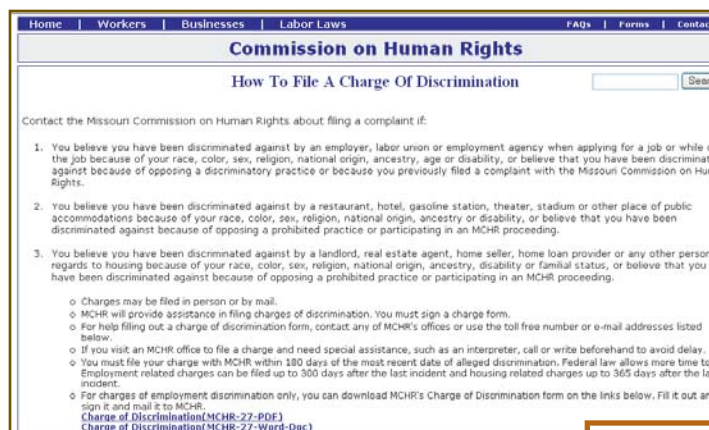 Home | Workers | Businesses | Labor Laws FAQs | Forms | Contac
Commission on Human Rights
How To File A Charge Of Discrimination
Sear
Contact the Missouri Commission on Human Rights about filing a complaint if:
1. You believe you have been discriminated against by an employer, labor union or employment agency when applying for a job or while o
the job because of your race, color, sex, religion, national origin, ancestry, age or disability, or believe that you have been discriminat
against because of opposing a discriminatory practice or because you previously filed a complaint with the Missouri Commission on Hum
Rights.
2. You believe you have been discriminated against by a restaurant, hotel, gasoline station, theater, stadium or other place of public
accommodations because of your race, color, sex, religion, national origin, ancestry or disability, or believe that you have been
discriminated against because of opposing a prohibited practice or participating in an MCHR proceeding.
3. You believe you have been discriminated against by a landlord, real estate agent, home seller, home loan provider or any other person
regards to housing because of your race, color, sex, religion, national origin, ancestry, disability or familial status, or believe that you
have been discriminated against because of opposing a prohibited practice or participating in an MCHR proceeding.
Charges may be filed in person or by mail.
MCHR will provide assistance in filing charges of discrimination. You must sign a charge form.
For help filling out a charge of discrimination form, contact any of MCHR's offices or use the toll free number or e-mail addresses listed
below.
If you visit an MCHR office to file a charge and need special assistance, such as an interpreter, call or write beforehand to avoid delay.
You must file your charge with MCHR within 180 days of the most recent date of alleged discrimination. Federal law allows more time to
Employment related charges can be filed up to 300 days after the last incident and housing related charges up to 365 days after the la
incident.
For charges of employment discrimination only, you can download MCHR's Charge of Discrimination form on the links below. Fill it out an
sign it and mail it to MCHR.
Charge of Discrimination(MCHR-27-PDF)
Charge of Discrimination(MCHR-27-Word-Doc)